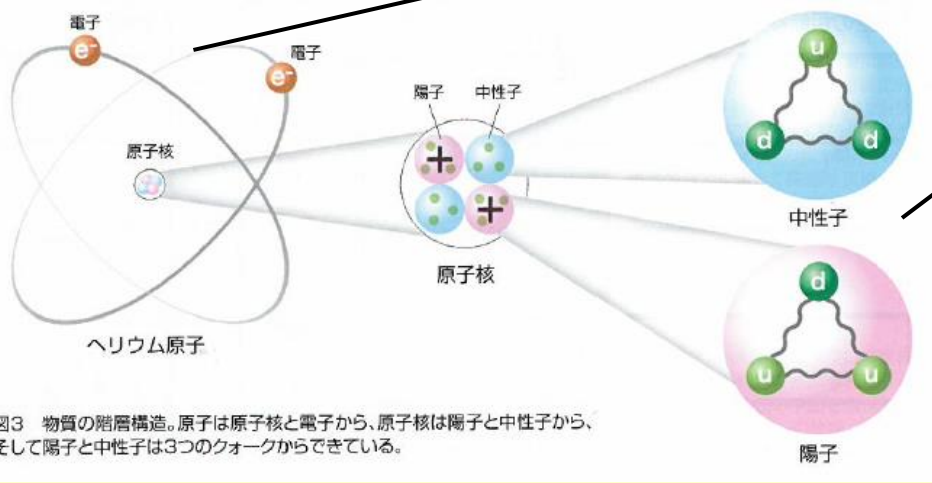 電子
e⁻
電子
e⁻
原子核
ヘリウム原子
陽子
中性子
+
+
原子核
u
d
d
中性子
d
u
u
陽子
図3 物質の階層構造。原子は原子核と電子から、原子核は陽子と中性子から、
そして陽子と中性子は3つのクォークからできている。